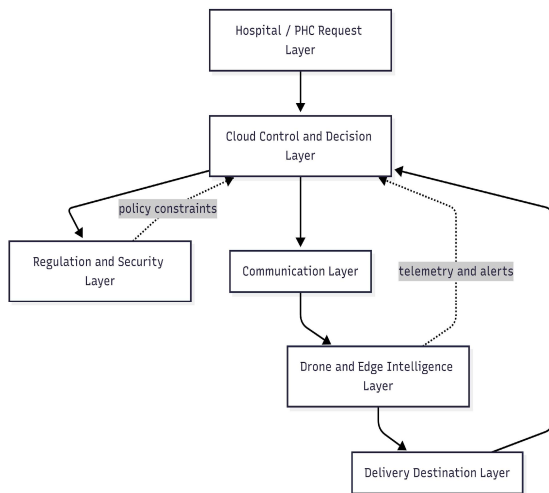 Hospital / PHC Request
Layer
Cloud Control and Decision
Layer
policy constraints
Regulation and Security
Layer
Communication Layer
telemetry and alerts
Drone and Edge Intelligence
Layer
Delivery Destination Layer